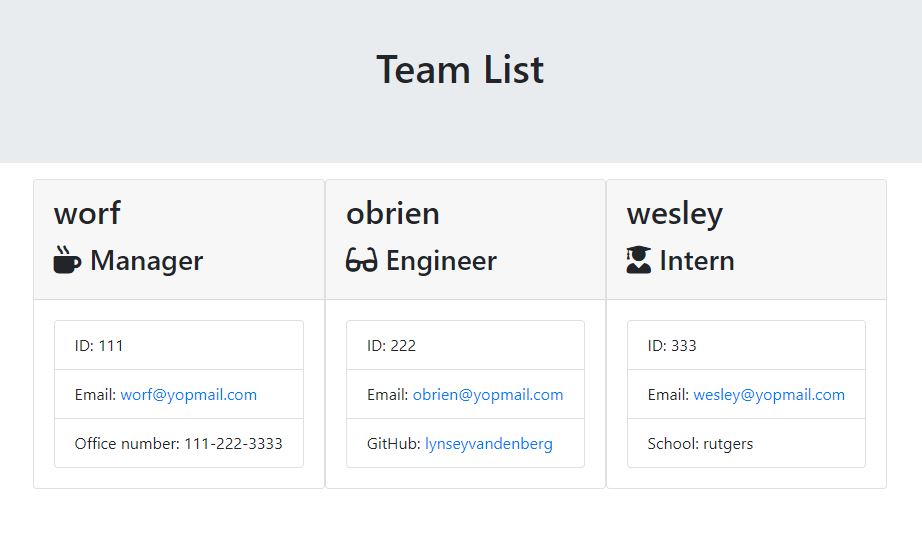 Team List
worf
Manager
ID: 111
Email: worf@yopmail.com
Office number: 111-222-3333
obrien
Engineer
ID: 222
Email: obrien@yopmail.com
GitHub: lynseyvandenberg
wesley
Intern
ID: 333
Email: wesley@yopmail.com
School: rutgers